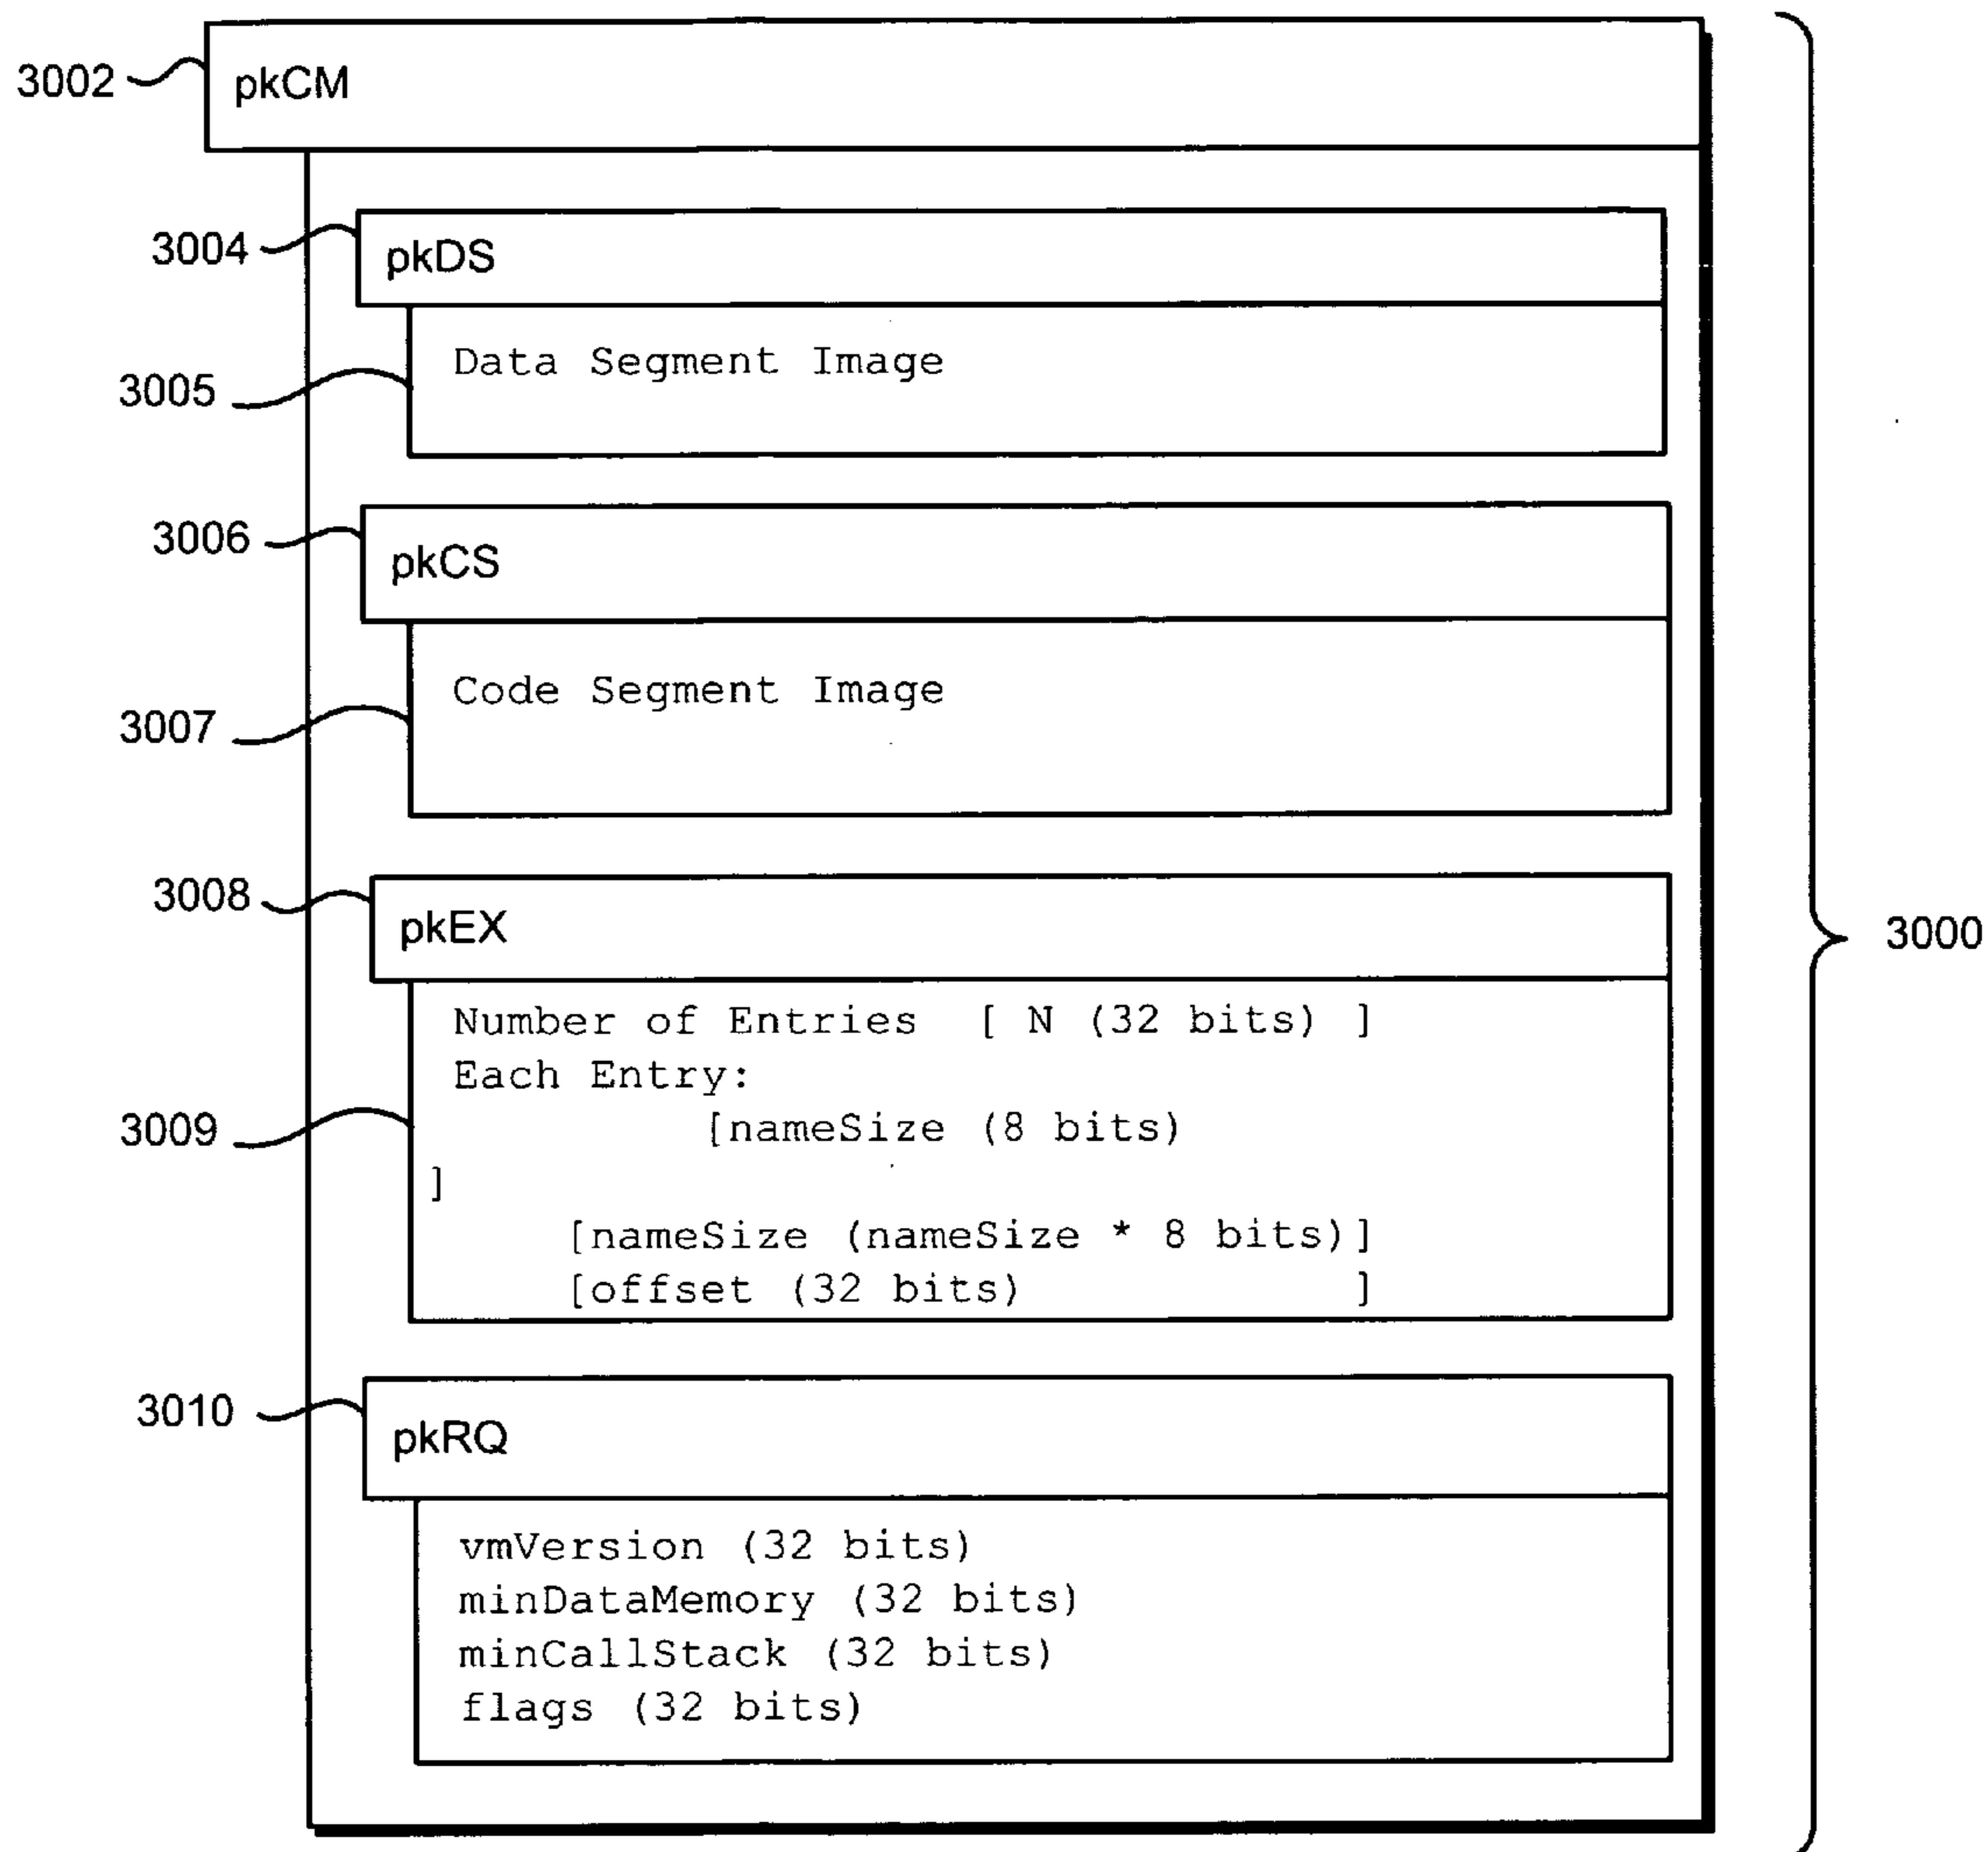 3002 pkCM
3004 pkDS
3005 Data Segment Image
3006 pkCS
3007 Code Segment Image
3008 pkEX
3000
Number of Entries [ N (32 bits) ]
Each Entry:
3009 [nameSize (8 bits)
]
[nameSize (nameSize * 8 bits)]
[offset (32 bits) ]
3010 pkRQ
vmVersion (32 bits)
minDataMemory (32 bits)
minCallStack (32 bits)
flags (32 bits)